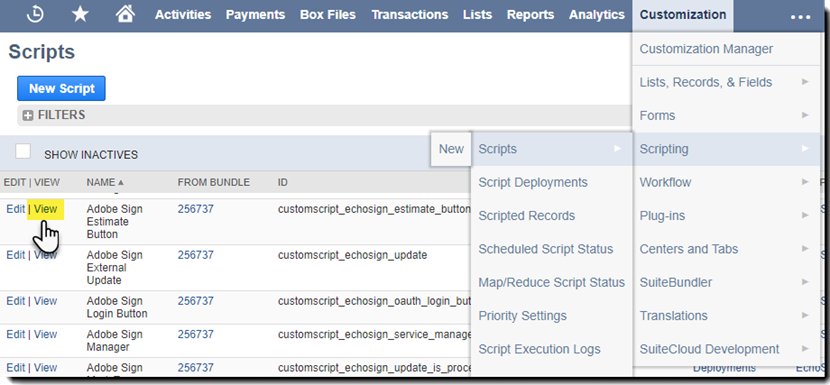 Activities Payments Box Files Transactions Lists Reports Analytics Customization
Scripts
New Script
FILTERS
SHOW INACTIVES
EDIT | VIEW NAME FROM BUNDLE ID
Edit | View Adobe Sign Estimate Button 256737 customscript_echosign_estimate_button
Edit | View Adobe Sign External Update 256737 customscript_echosign_update
Edit | View Adobe Sign Login Button 256737 customscript_echosign_oauth_login_but
Edit | View Adobe Sign Manager 256737 customscript_echosign_service_manage
Edit | View Adobe Sign 256737 customscript_echosign_update_is_proce
Deployments EchoS
New
Scripts
Script Deployments
Scripted Records
Scheduled Script Status
Map/Reduce Script Status
Priority Settings
Script Execution Logs
Customization Manager
Lists, Records, & Fields
Forms
Scripting
Workflow
Plug-ins
Centers and Tabs
SuiteBundler
Translations
SuiteCloud Development